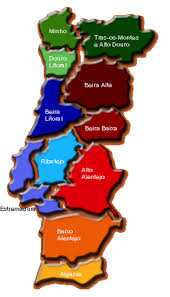 Minho
Tras-os-Montes
e Alto Douro
Douro
Litoral
Beira Alta
Beira
Litoral
Beira Baixa
Ribatejo
Alto
Alentejo
Estremadura
Baixo
Alentejo
Algarve